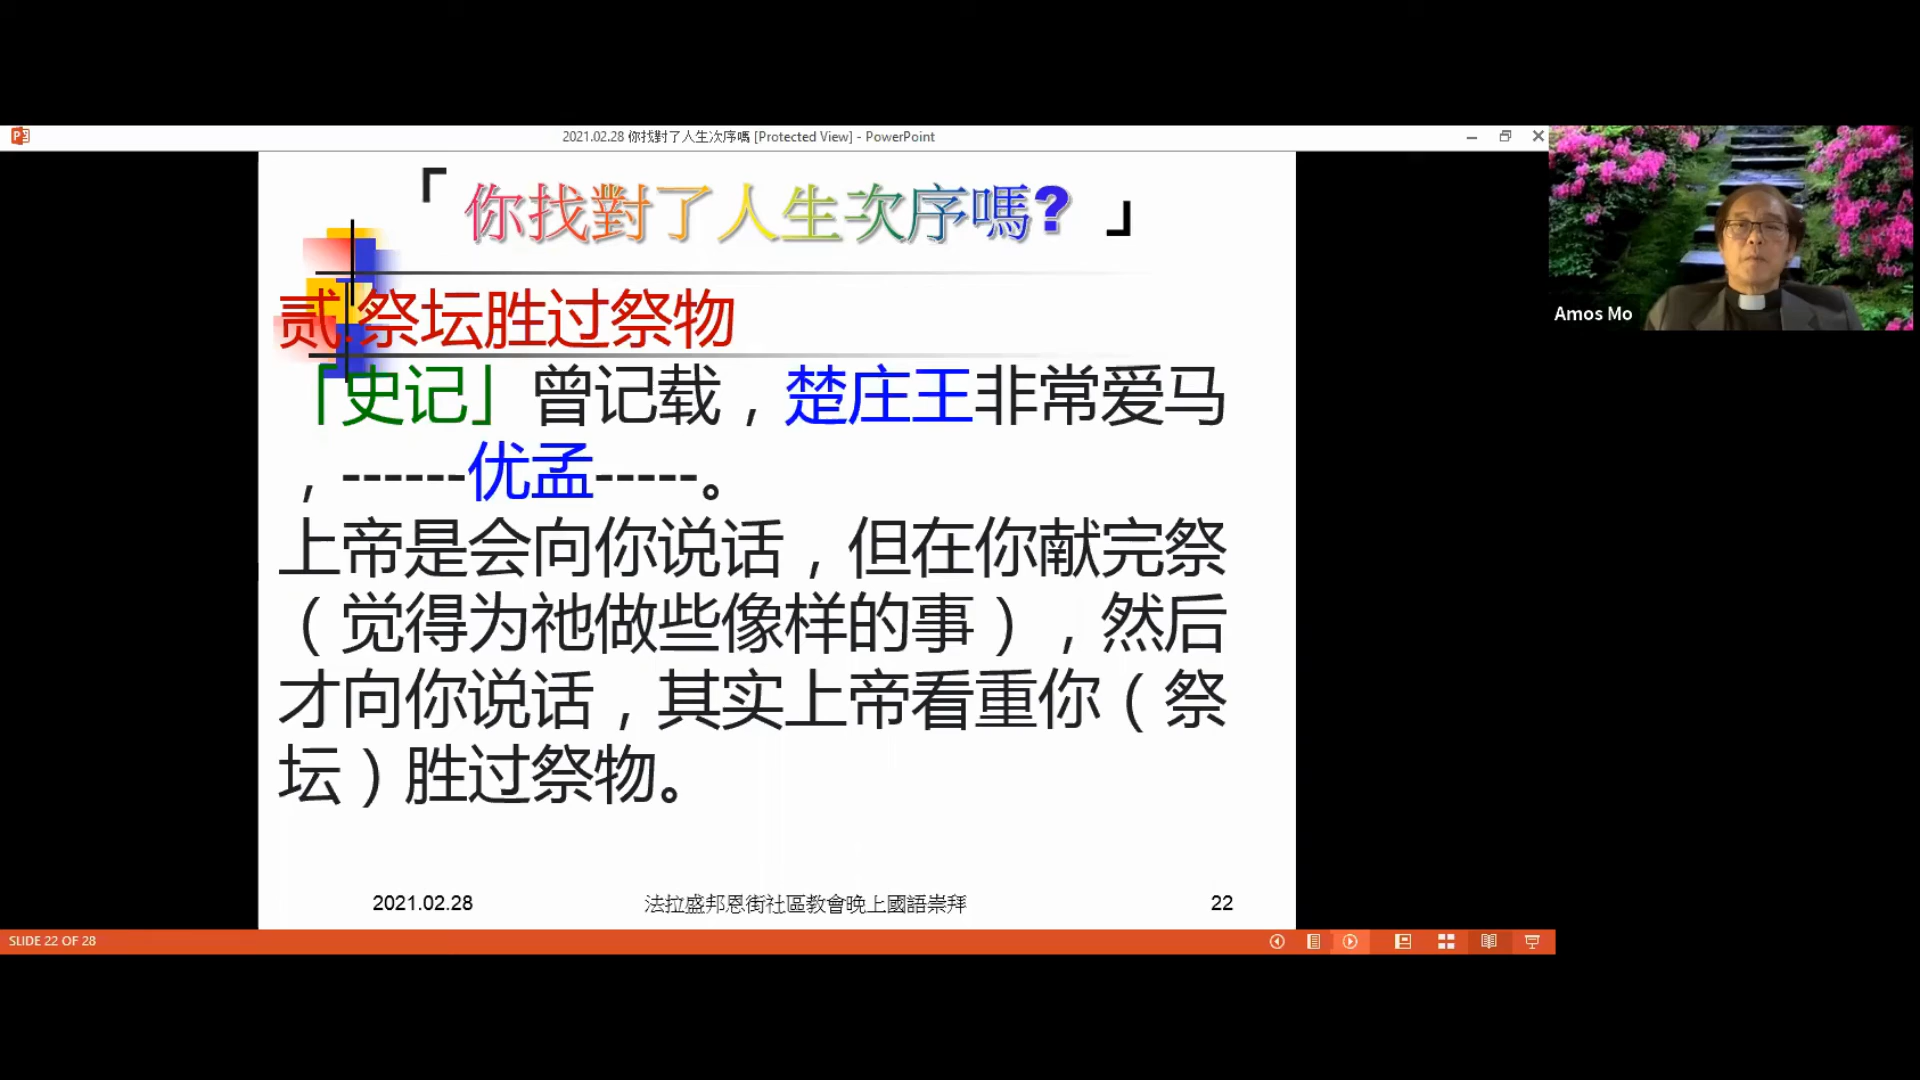 2021.02.28 你找對了人生次序嗎 [Protected View] - PowerPoint
「你找對了人生次序嗎?」
贰.祭坛胜过祭物
「史记」曾记载，楚庄王非常爱马
，------优孟-----。
上帝是会向你说话，但在你献完祭
（觉得为祂做些像样的事），然后
才向你说话，其实上帝看重你（祭
坛）胜过祭物。
2021.02.28
法拉盛邦恩街社區教會晚上國語崇拜
22
SLIDE 22 OF 28
Amos Mo